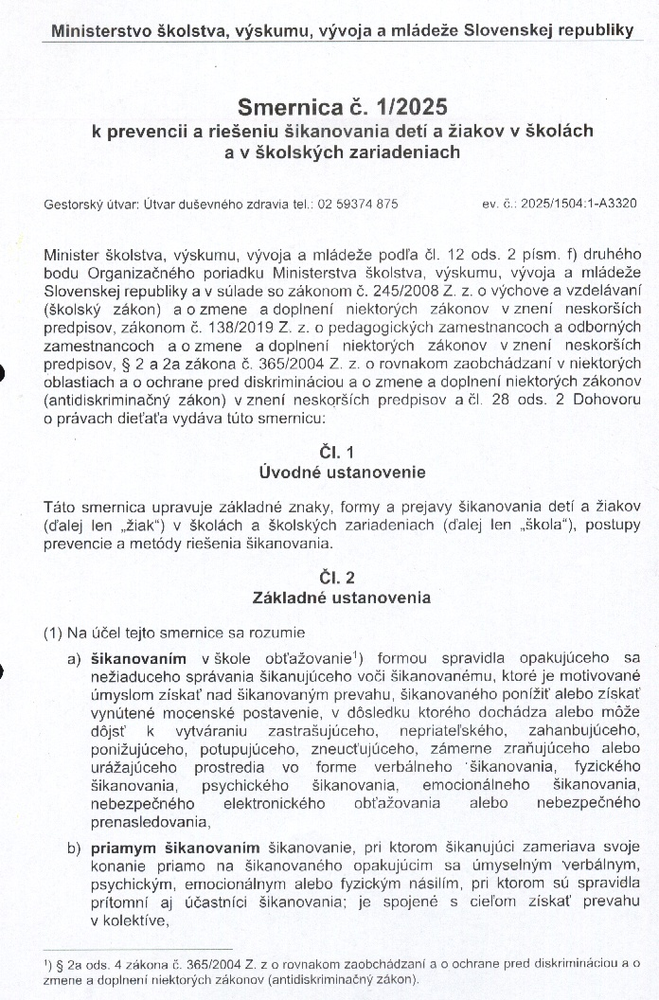 Ministerstvo školstva, výskumu, vývoja a mládeže Slovenskej republiky
Smernica č. 1/2025
k prevencii a riešeniu šikanovania detí a žiakov v školách
a v školských zariadeniach
Gestorský útvar: Útvar duševného zdravia tel.: 02 59374 875 ev. č.: 2025/1504:1-A3320
Minister školstva, výskumu, vývoja a mládeže podľa čl. 12 ods. 2 písm. f) druhého
bodu Organizačného poriadku Ministerstva školstva, výskumu, vývoja a mládeže
Slovenskej republiky a v súlade so zákonom č. 245/2008 Z. z. o výchove a vzdelávaní
(školský zákon) a o zmene a doplnení niektorých zákonov v znení neskorších
predpisov, zákonom č. 138/2019 Z. z. o pedagogických zamestnancoch a odborných
zamestnancoch a o zmene a doplnení niektorých zákonov v znení neskorších
predpisov, § 2 a 2a zákona č. 365/2004 Z. z. o rovnakom zaobchádzaní v niektorých
oblastiach a o ochrane pred diskrimináciou a o zmene a doplnení niektorých zákonov
(antidiskriminačný zákon) v znení neskorších predpisov a čl. 28 ods. 2 Dohovoru
o právach dieťaťa vydáva túto smernicu:
Čl. 1
Úvodné ustanovenie
Táto smernica upravuje základné znaky, formy a prejavy šikanovania detí a žiakov
(ďalej len „žiak“) v školách a školských zariadeniach (ďalej len „škola“), postupy
prevencie a metódy riešenia šikanovania.
Čl. 2
Základné ustanovenia
(1) Na účel tejto smernice sa rozumie
a) šikanovaním v škole obťažovanie¹) formou spravidla opakujúceho sa
nežiaduceho správania šikanujúceho voči šikanovanému, ktoré je motivované
úmyslom získať nad šikanovaným prevahu, šikanovaného ponížiť alebo získať
vynútené mocenské postavenie, v dôsledku ktorého dochádza alebo môže
dôjsť k vytváraniu zastrašujúceho, nepriateľského, zahanbujúceho,
ponižujúceho, potupujúceho, zneucťujúceho, zámerne zraňujúceho alebo
urážajúceho prostredia vo forme verbálneho šikanovania, fyzického
šikanovania, psychického šikanovania, emocionálneho šikanovania,
nebezpečného elektronického obťažovania alebo nebezpečného
prenasledovania,
b) priamym šikanovaním šikanovanie, pri ktorom šikanujúci zameriava svoje
konanie priamo na šikanovaného opakujúcim sa úmyselným verbálnym,
psychickým, emocionálnym alebo fyzickým násilím, pri ktorom sú spravidla
prítomní aj účastníci šikanovania; je spojené s cieľom získať prevahu
v kolektíve,
¹) § 2a ods. 4 zákona č. 365/2004 Z. z o rovnakom zaobchádzaní a o ochrane pred diskrimináciou a o
zmene a doplnení niektorých zákonov (antidiskriminačný zákon).